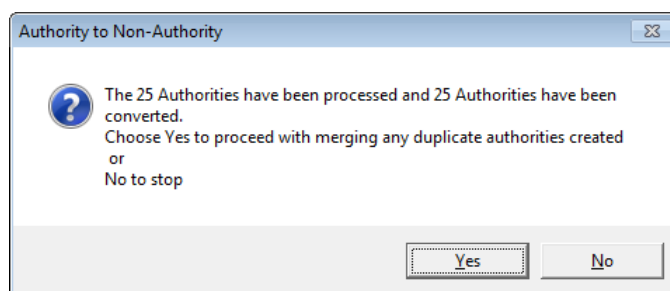 Authority to Non-Authority
The 25 Authorities have been processed and 25 Authorities have been
converted.
Choose Yes to proceed with merging any duplicate authorities created
or
No to stop
Yes
No